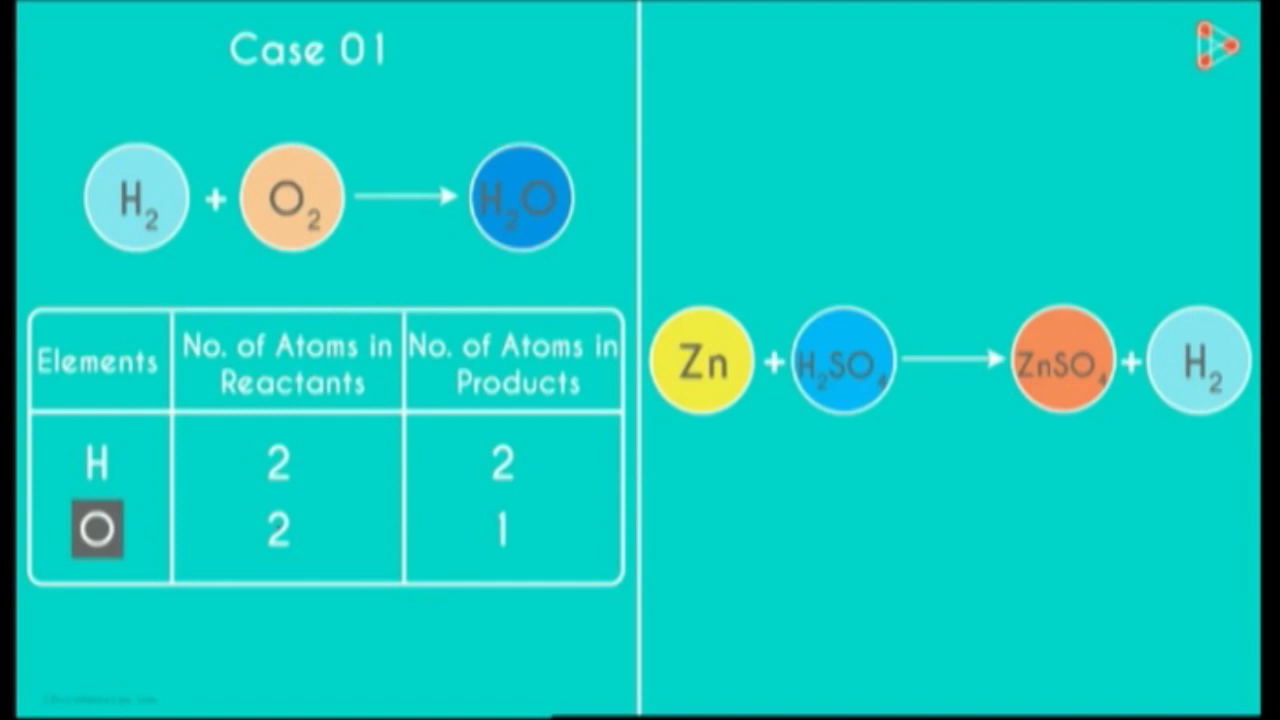 Case 01
H₂ + O₂ → H₂O
Elements No. of Atoms in Reactants No. of Atoms in Products
H 2 2
O 2 1
Zn + H₂SO₄ → ZnSO₄ + H₂